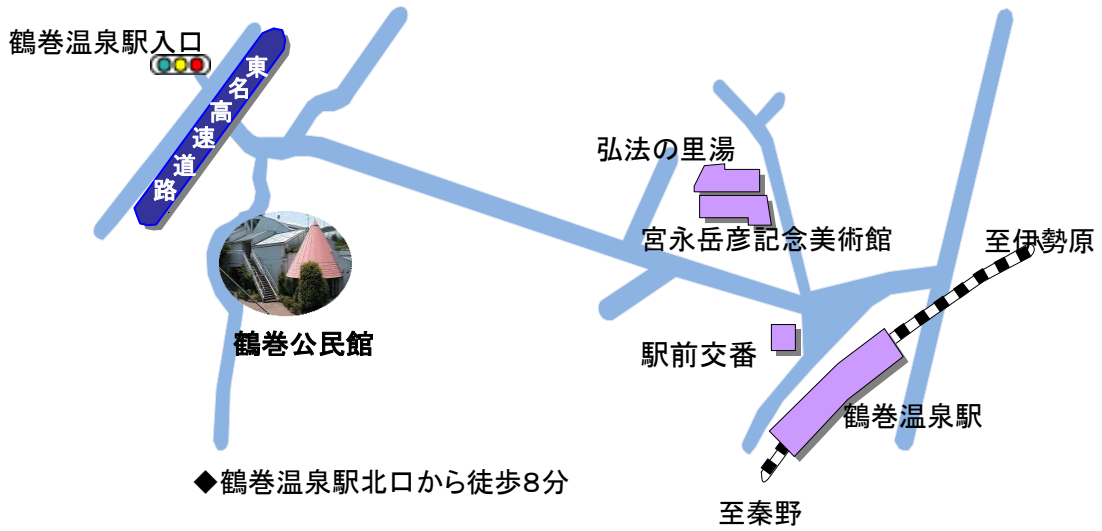 鶴巻温泉駅入口
東名高速道路
弘法の里湯
宮永岳彦記念美術館
至伊勢原
鶴巻公民館
駅前交番
鶴巻温泉駅
◆鶴巻温泉駅北口から徒歩8分
至秦野